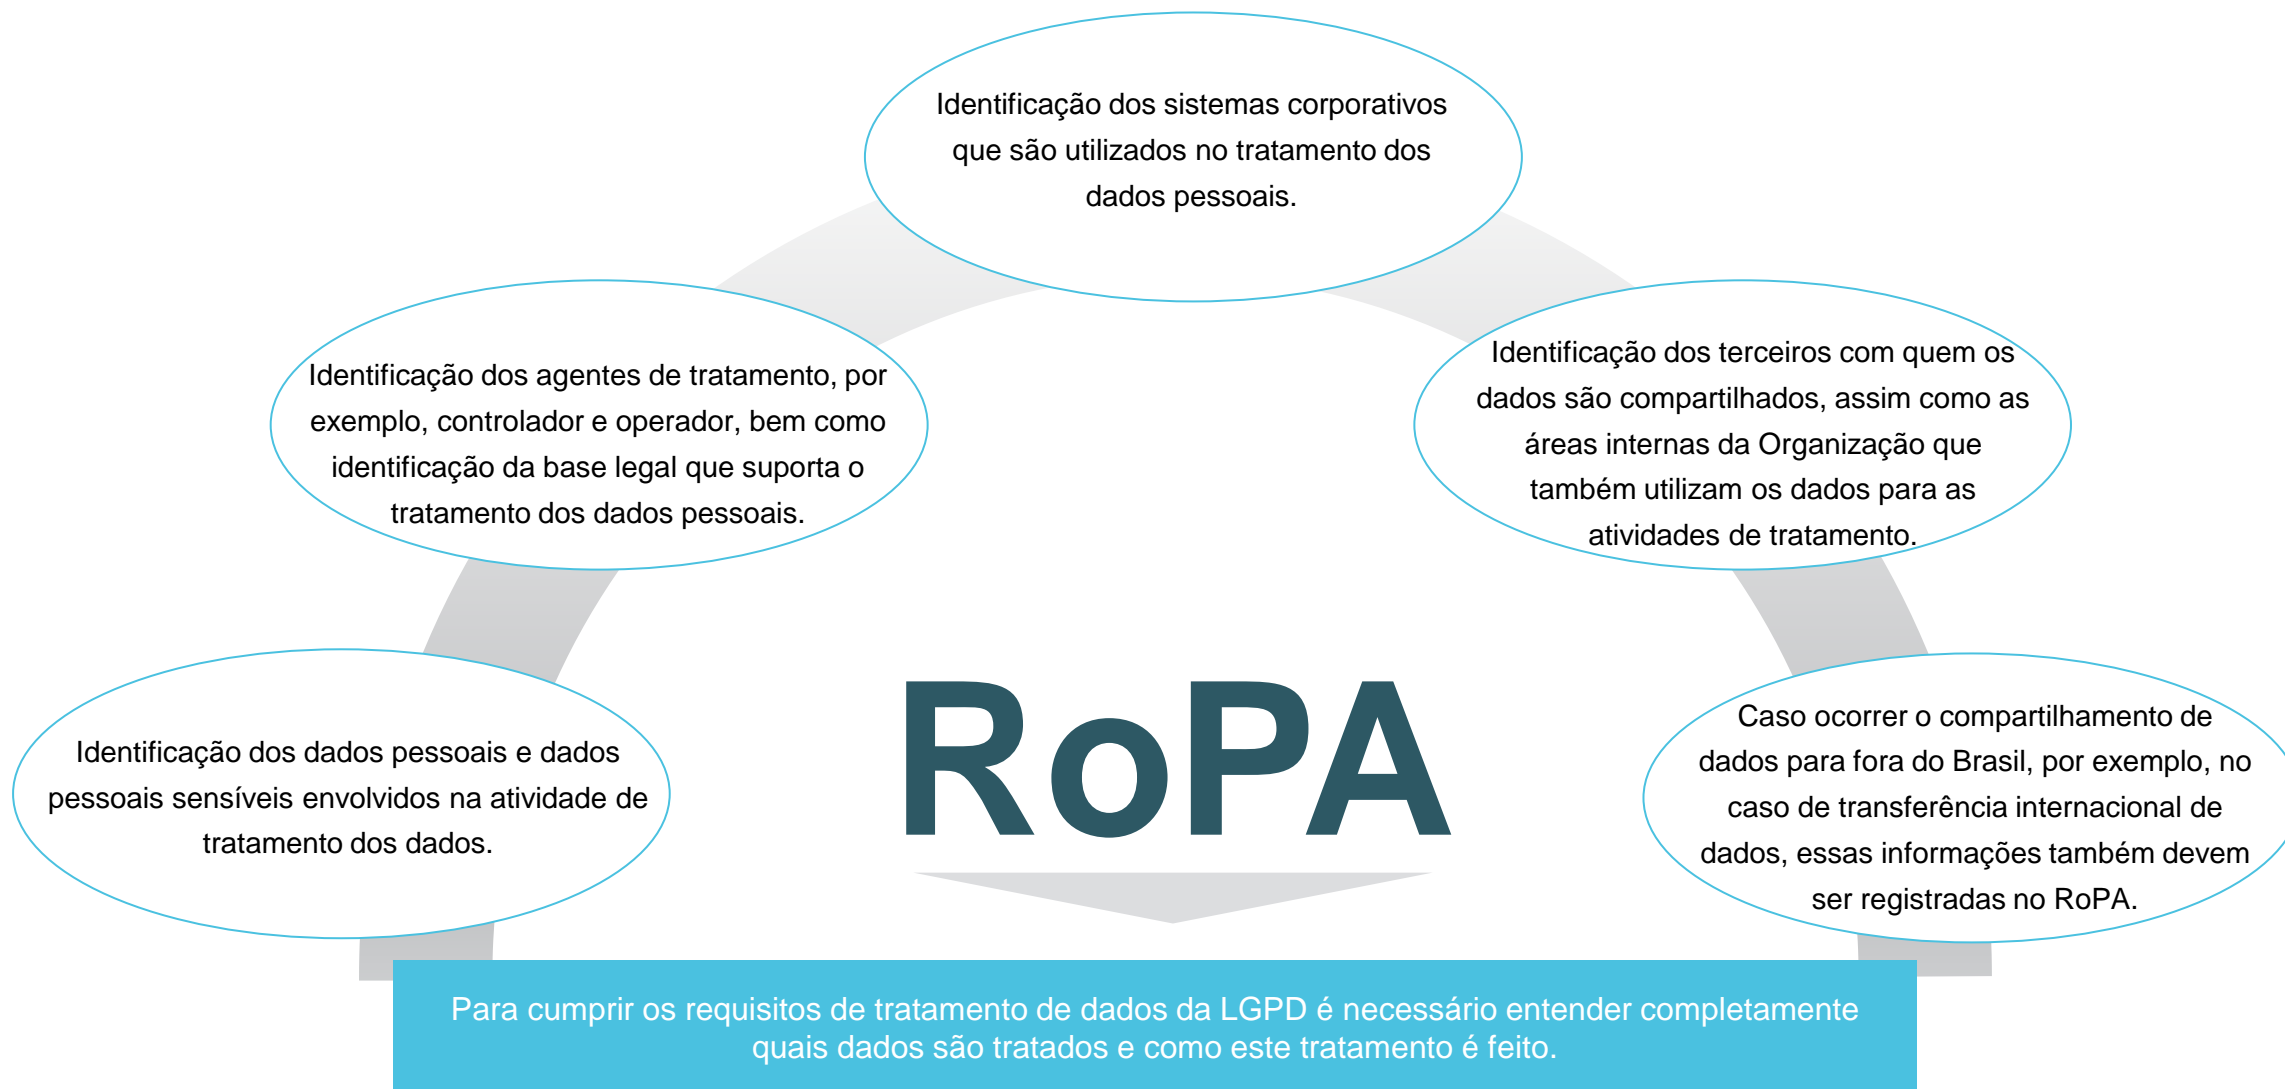 Identificação dos sistemas corporativos
que são utilizados no tratamento dos
dados pessoais.
Identificação dos agentes de tratamento, por
exemplo, controlador e operador, bem como
identificação da base legal que suporta o
tratamento dos dados pessoais.
Identificação dos terceiros com quem os
dados são compartilhados, assim como as
áreas internas da Organização que
também utilizam os dados para as
atividades de tratamento.
Identificação dos dados pessoais e dados
pessoais sensíveis envolvidos na atividade de
tratamento dos dados.
RoPA
Caso ocorrer o compartilhamento de
dados para fora do Brasil, por exemplo, no
caso de transferência internacional de
dados, essas informações também devem
ser registradas no RoPA.
Para cumprir os requisitos de tratamento de dados da LGPD é necessário entender completamente
quais dados são tratados e como este tratamento é feito.